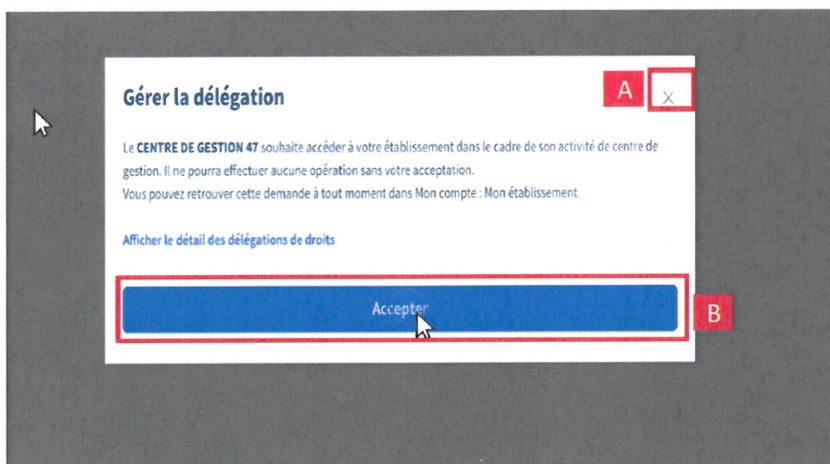 Gérer la délégation
A
X
Le CENTRE DE GESTION 47 souhaite accéder à votre établissement dans le cadre de son activité de centre de
gestion. Il ne pourra effectuer aucune opération sans votre acceptation.
Vous pouvez retrouver cette demande à tout moment dans Mon compte : Mon établissement.
Afficher le détail des délégations de droits
Accepter
B